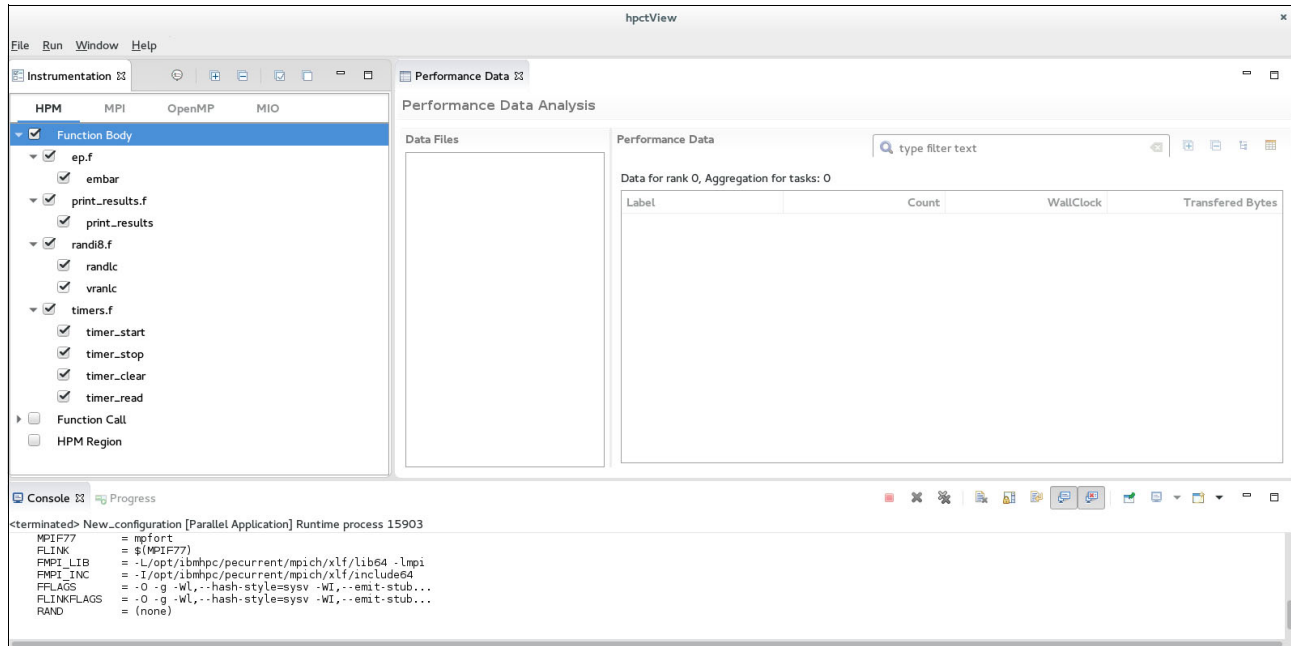 hpctView
File Run Window Help
Instrumentation
HPM MPI OpenMP MIO
Function Body
ep.f
embar
print_results.f
print_results
randi8.f
randlc
vranlc
timers.f
timer_start
timer_stop
timer_clear
timer_read
Function Call
HPM Region
Performance Data
Performance Data Analysis
Data Files
Performance Data
type filter text
Data for rank 0, Aggregation for tasks: 0
Label Count WallClock Transfered Bytes
Console Progress
<terminated> New_configuration [Parallel Application] Runtime process 15903
MPIF77 = mpfort
FLINK = $(MPIF77)
FMPI_LIB = -L/opt/ibmhpc/pecurrent/mpich/xlf/lib64 -lmpi
FMPI_INC = -I/opt/ibmhpc/pecurrent/mpich/xlf/include64
FFLAGS = -O -g -Wl,--hash-style=sysv -WI,--emit-stub...
FLINKFLAGS = -O -g -Wl,--hash-style=sysv -WI,--emit-stub...
RAND = (none)